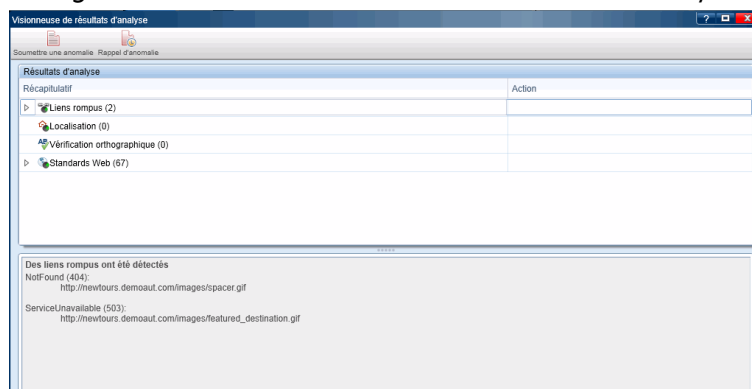 Visionneuse de résultats d'analyse
Soumettre une anomalie Rappel d'anomalie
Résultats d'analyse
Récapitulatif Action
Liens rompus (2)
Localisation (0)
Vérification orthographique (0)
Standards Web (67)
Des liens rompus ont été détectés
NotFound (404):
http://newtours.demoaut.com/images/spacer.gif
ServiceUnavailable (503):
http://newtours.demoaut.com/images/featured_destination.gif